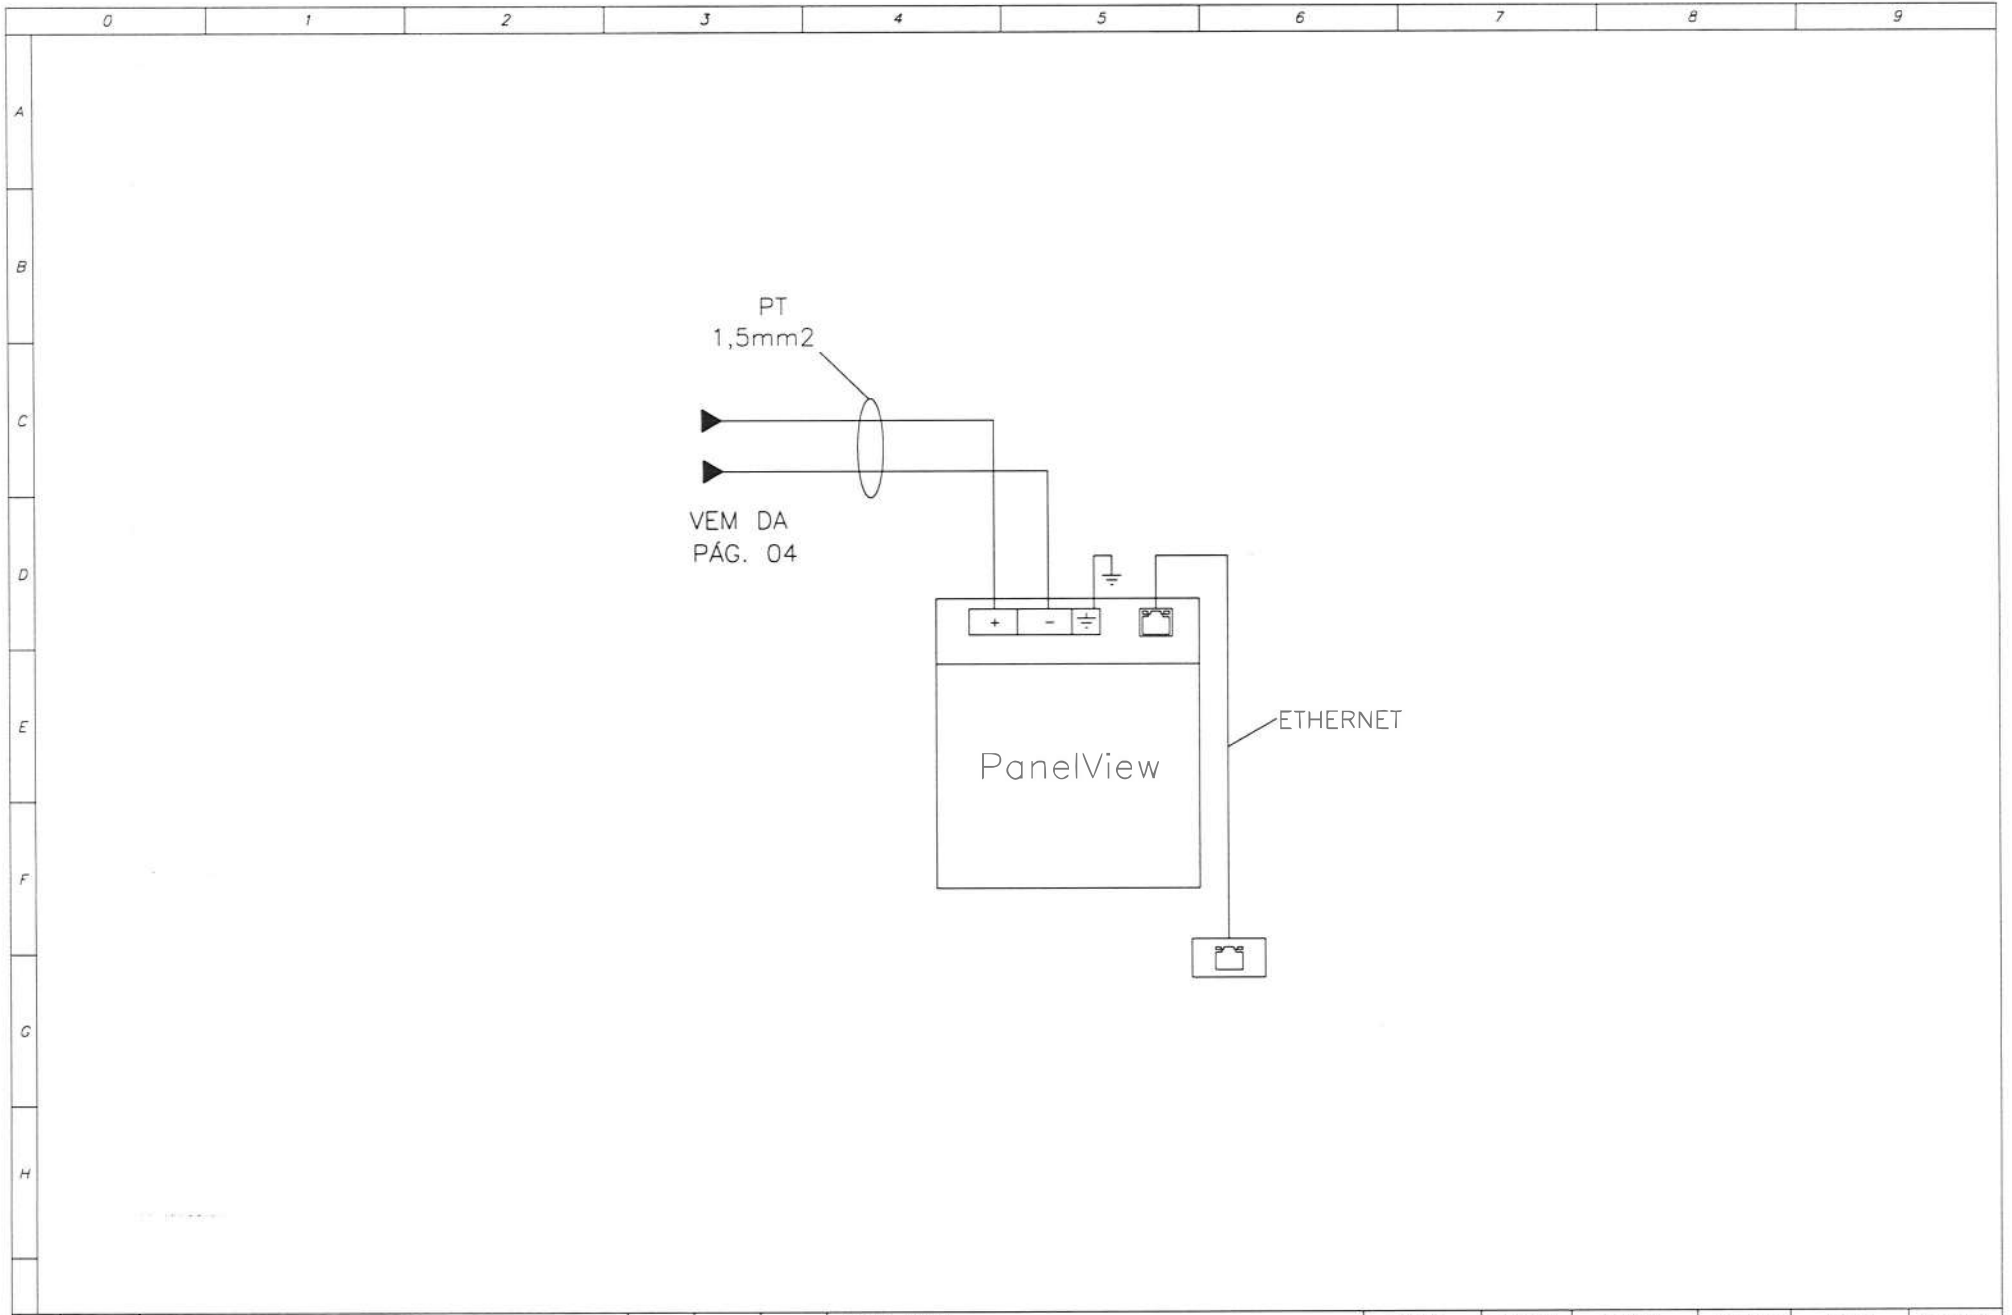 0 1 2 3 4 5 6 7 8 9
A
B
PT
1,5mm2
C
VEM DA
PÁG. 04
D
+ -
E
ETHERNET
PanelView
F
G
H